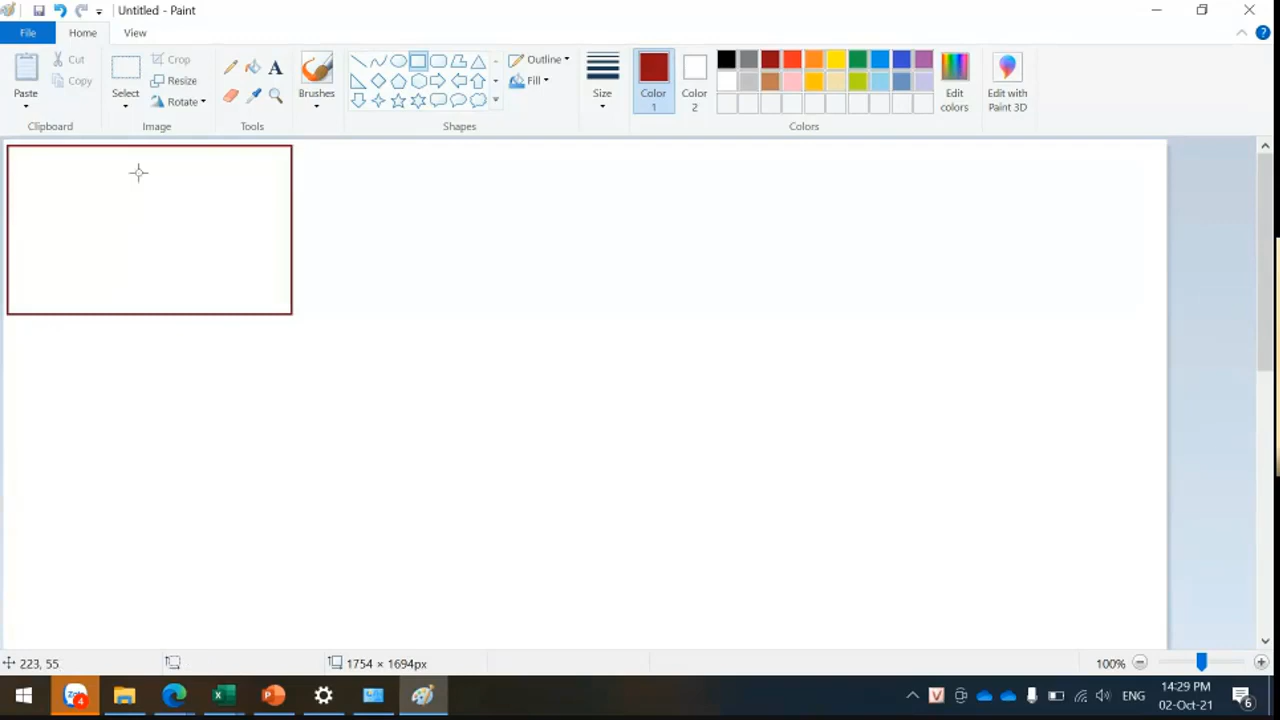 Untitled - Paint
File Home View
Cut
Copy
Paste
Clipboard
Select
Crop
Resize
Rotate
Image
A
Tools
Brushes
Outline
Fill
Shapes
Size
Color 1
Color 2
Edit colors
Edit with Paint 3D
Colors
223, 55
1754 × 1694px
100%
4
ENG
14:29 PM
02-Oct-21
6